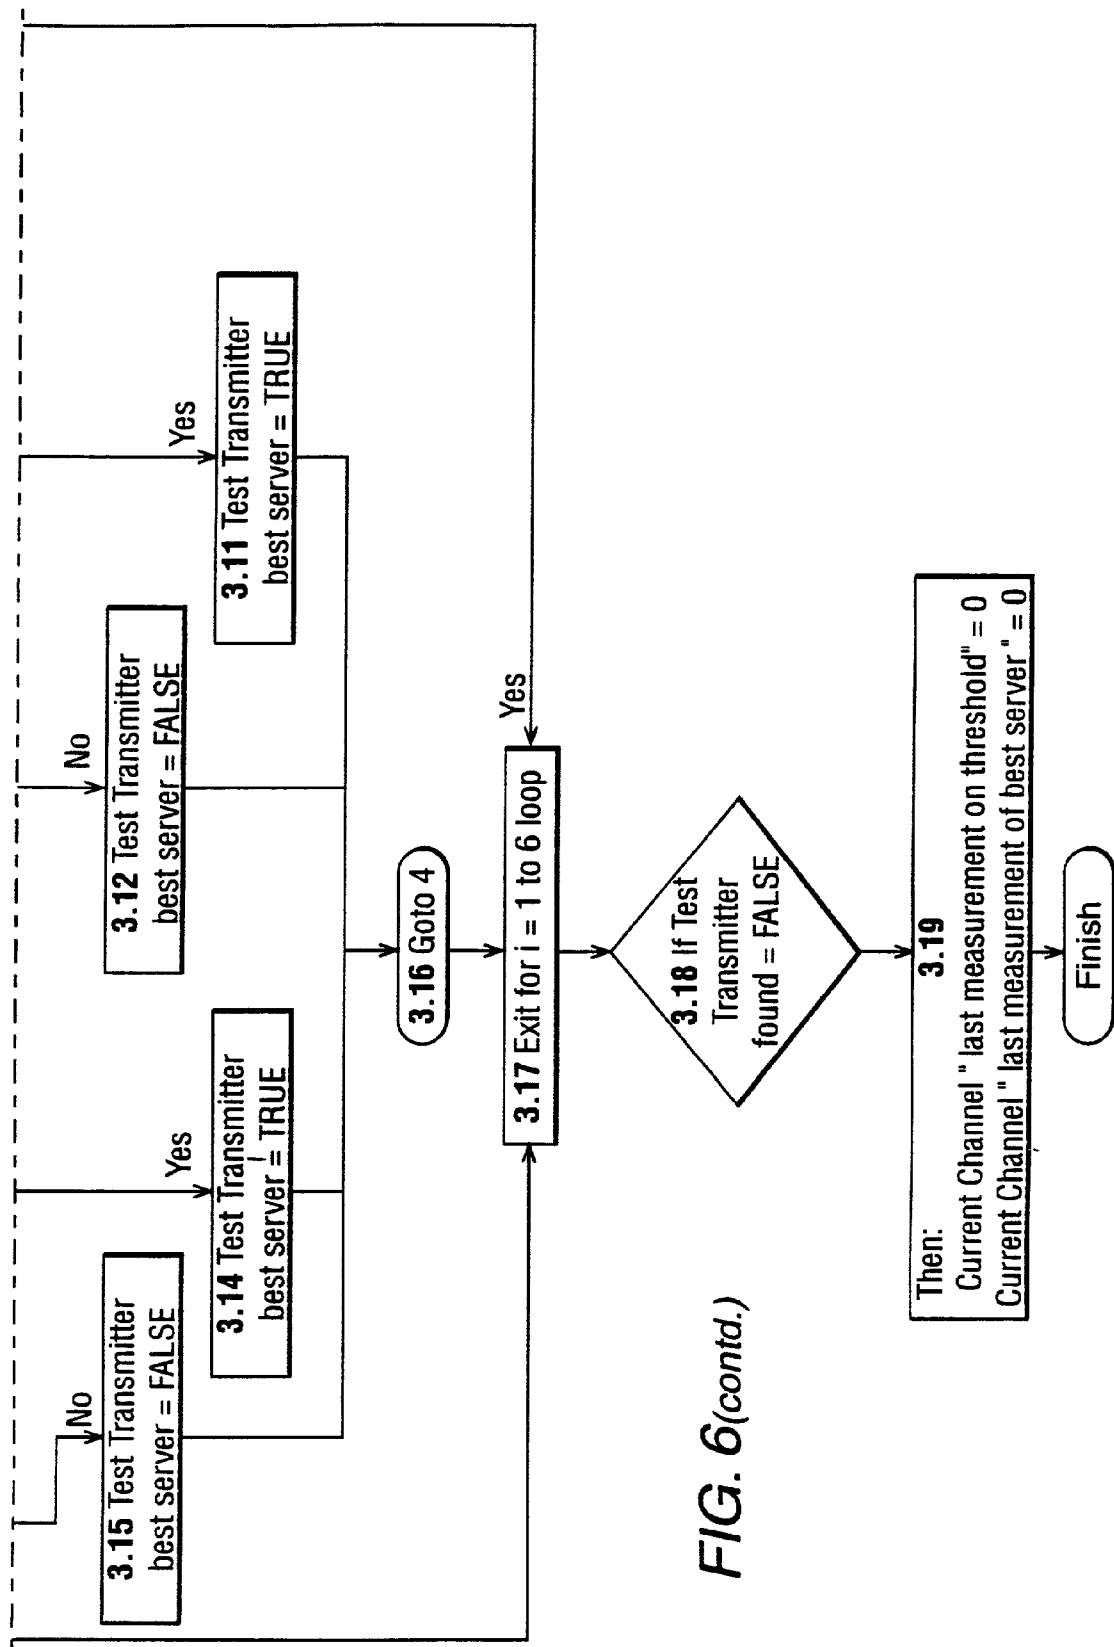 No
3.15 Test Transmitter
best server = FALSE
Yes
3.14 Test Transmitter
best server = TRUE
No
3.12 Test Transmitter
best server = FALSE
Yes
3.11 Test Transmitter
best server = TRUE
3.16 Goto 4
Yes
3.17 Exit for i = 1 to 6 loop
3.18 If Test
Transmitter
found = FALSE
3.19
Then:
Current Channel " last measurement on threshold" = 0
Current Channel " last measurement of best server " = 0
Finish
FIG. 6(contd.)